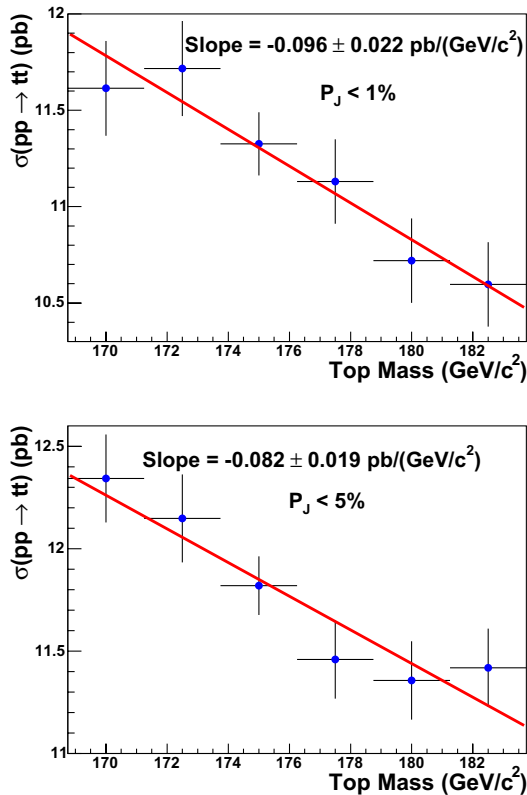 σ(pp → tt) (pb)
12
11.5
11
10.5
Slope = -0.096 ± 0.022 pb/(GeV/c²)
P_J < 1%
170 172 174 176 178 180 182
Top Mass (GeV/c²)
σ(pp → tt) (pb)
12.5
12
11.5
11
Slope = -0.082 ± 0.019 pb/(GeV/c²)
P_J < 5%
170 172 174 176 178 180 182
Top Mass (GeV/c²)